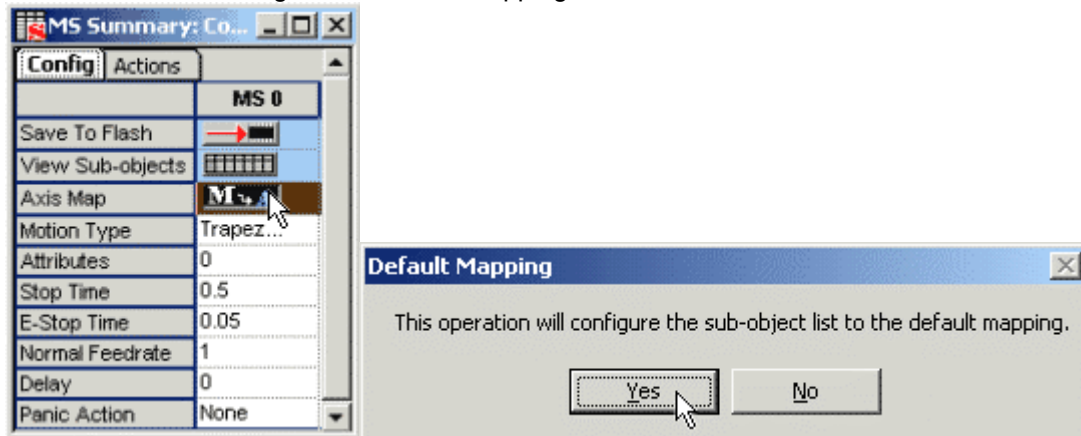 MS Summary: Co...
Config Actions
MS 0
Save To Flash
View Sub-objects
Axis Map
Motion Type Trapez...
Attributes 0
Stop Time 0.5
E-Stop Time 0.05
Normal Feedrate 1
Delay 0
Panic Action None
Default Mapping
This operation will configure the sub-object list to the default mapping.
Yes No